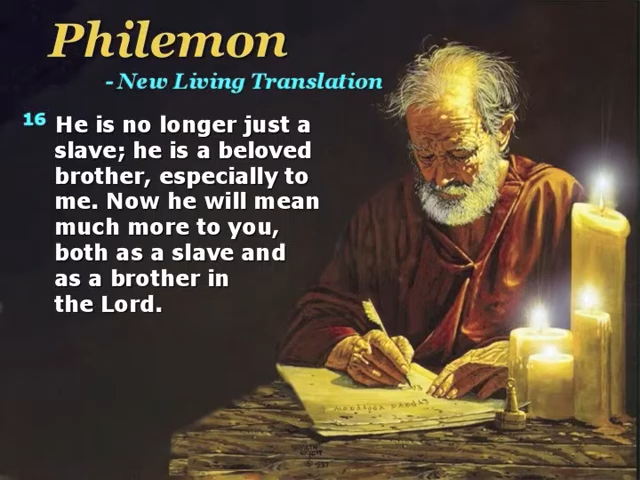 Philemon
- New Living Translation
16 He is no longer just a
slave; he is a beloved
brother, especially to
me. Now he will mean
much more to you,
both as a slave and
as a brother in
the Lord.